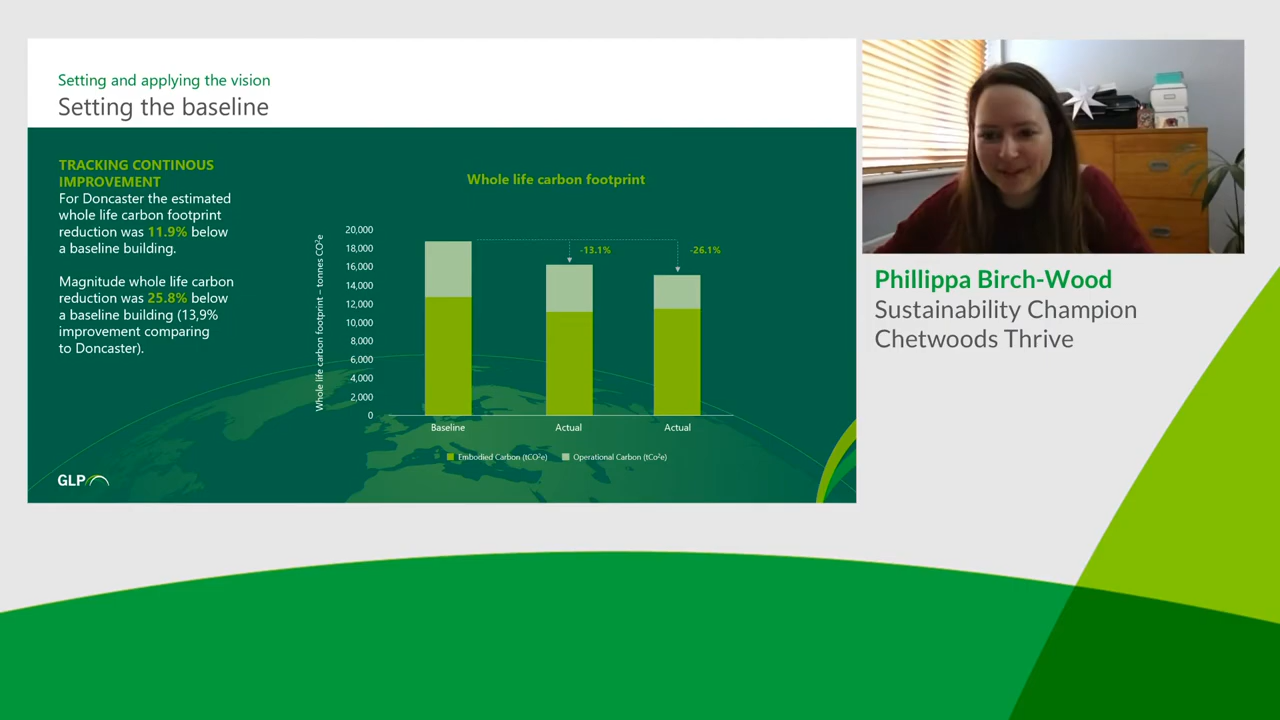 Setting and applying the vision
Setting the baseline
TRACKING CONTINOUS
IMPROVEMENT
For Doncaster the estimated
whole life carbon footprint
reduction was 11.9% below
a baseline building.
Magnitude whole life carbon
reduction was 25.8% below
a baseline building (13,9%
improvement comparing
to Doncaster).
GLP
Whole life carbon footprint
Whole life carbon footprint – tonnes CO²e
20,000
18,000
16,000
14,000
12,000
10,000
8,000
6,000
4,000
2,000
0
-13.1%
-26.1%
Baseline
Actual
Actual
Embodied Carbon (tCO²e)
Operational Carbon (tCo²e)
Phillippa Birch-Wood
Sustainability Champion
Chetwoods Thrive